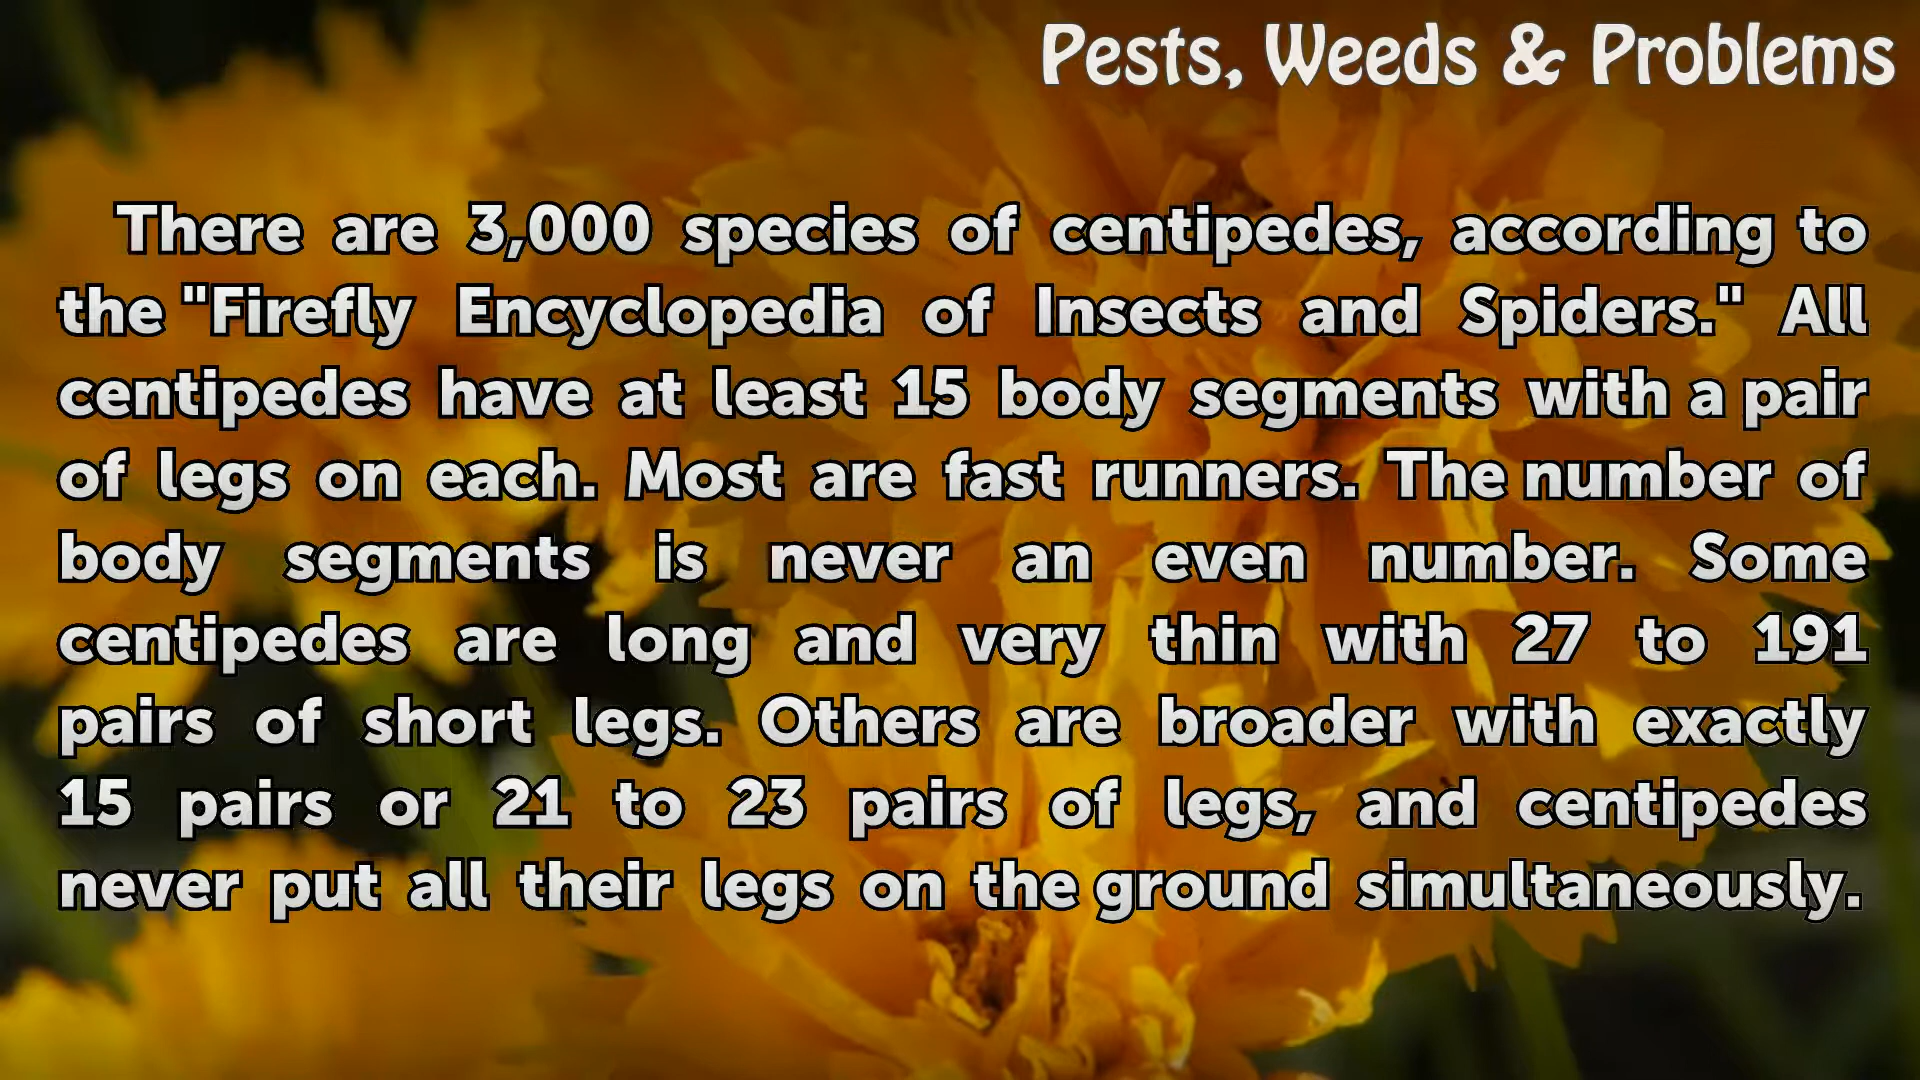 Pests, Weeds & Problems
There are 3,000 species of centipedes, according to
the "Firefly Encyclopedia of Insects and Spiders." All
centipedes have at least 15 body segments with a pair
of legs on each. Most are fast runners. The number of
body segments is never an even number. Some
centipedes are long and very thin with 27 to 191
pairs of short legs. Others are broader with exactly
15 pairs or 21 to 23 pairs of legs, and centipedes
never put all their legs on the ground simultaneously.